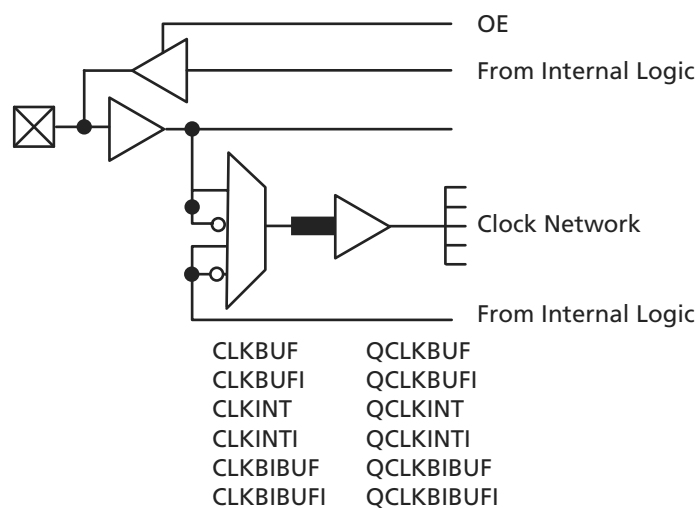 OE
From Internal Logic
Clock Network
From Internal Logic
CLKBUF QCLKBUF
CLKBUFI QCLKBUFI
CLKINT QCLKINT
CLKINTI QCLKINTI
CLKBIBUF QCLKBIBUF
CLKBIBUFI QCLKBIBUFI